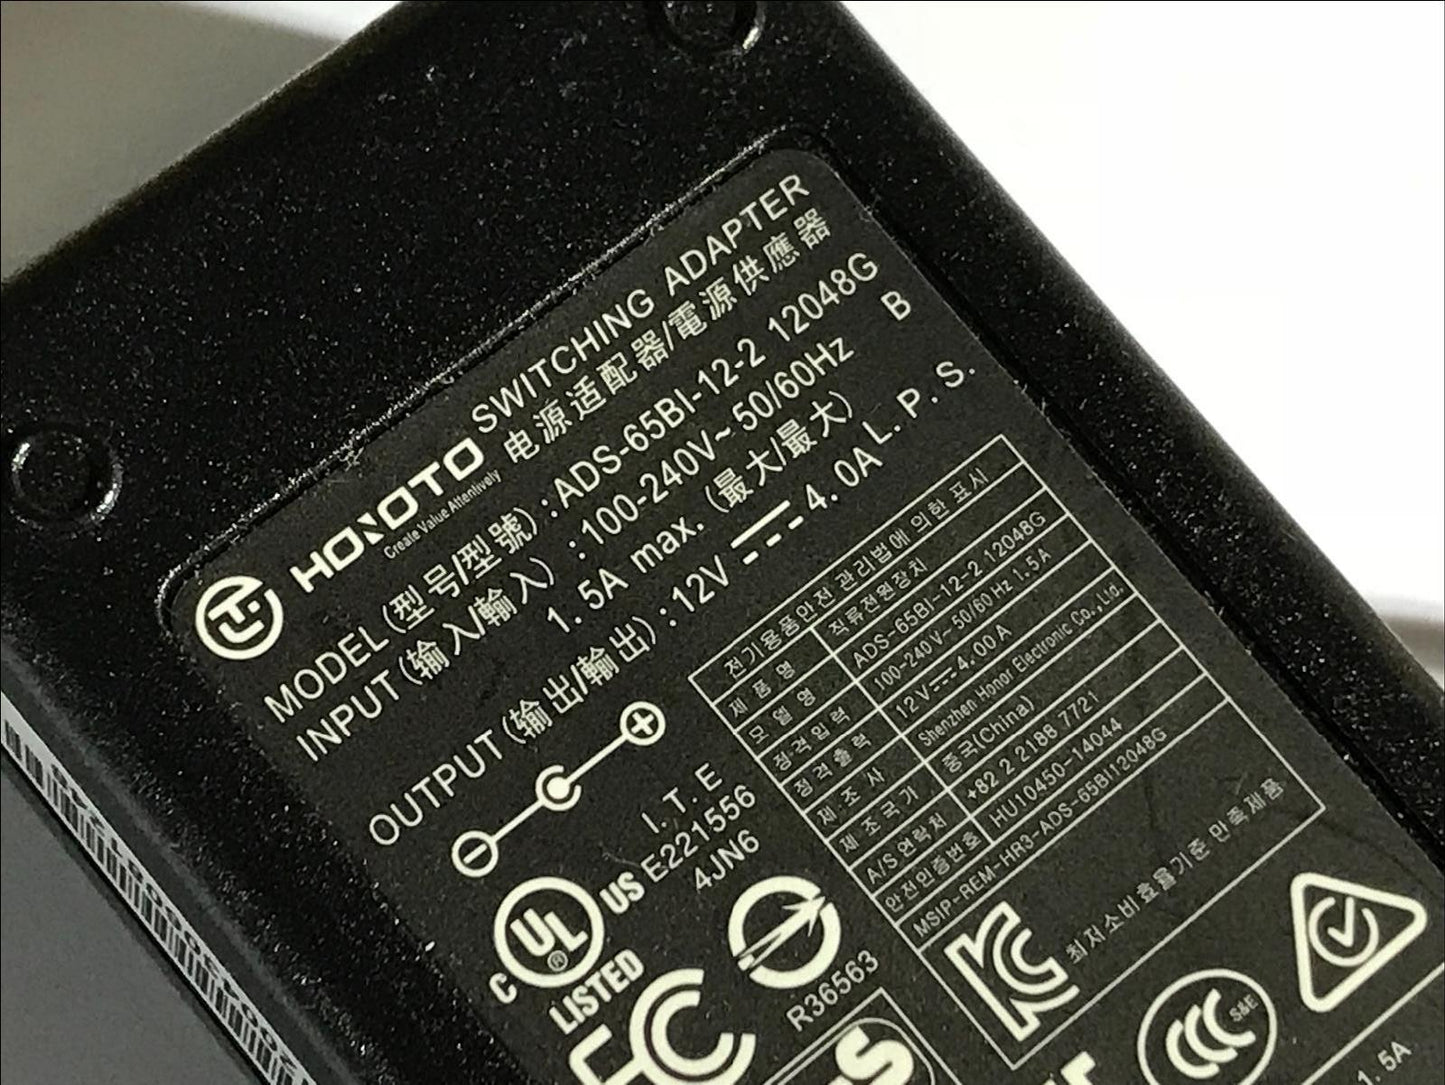 HONOTO
Create Value Attentively
SWITCHING ADAPTER
电源适配器/電源供應器
MODEL(型号/型號):ADS-65BI-12-2 12048G
INPUT(输入/輸入):100-240V~50/60Hz B
1.5A max.(最大/最大)
OUTPUT(输出/輸出):12V 4.0A L.P.S.
전기용품안전 관리법에 의한 표시
제품명 직류전원장치
모델명 ADS-65BI-12-2 12048G
정격입력 100-240V~50/60Hz 1.5A
정격출력 12V 4.00A
제조사 Shenzhen Honor Electronic Co.,Ltd.
제조국가 중국(China)
A/S연락처 +82 2 2188 7721
안전인증번호 HU10450-14044
MSIP-REM-HR3-ADS-65BI12048G
최저소비효율기준 만족제품
I.T.E
E221556
4JN6
C UL® US
LISTED
R36563
FC
CCC S&E
1.5A